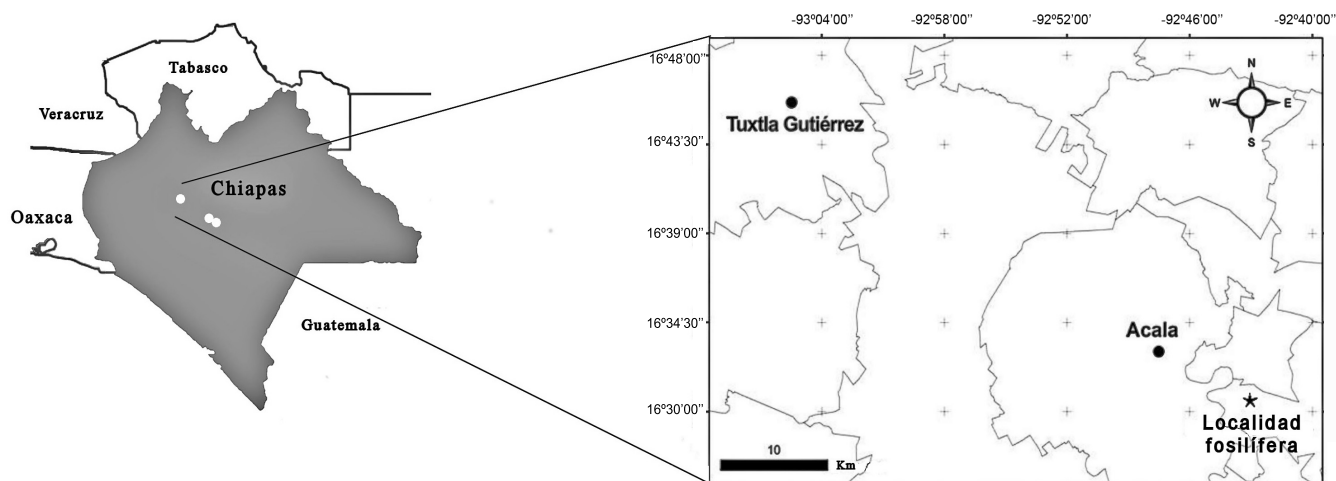 Tabasco
Veracruz
Chiapas
Oaxaca
Guatemala
-93º04'00'' -92º58'00'' -92º52'00'' -92º46'00'' -92º40'00''
16º48'00''
16º43'30''
16º39'00''
16º34'30''
16º30'00''
N
W E
S
Tuxtla Gutiérrez
Acala
Localidad
fosilífera
10
Km